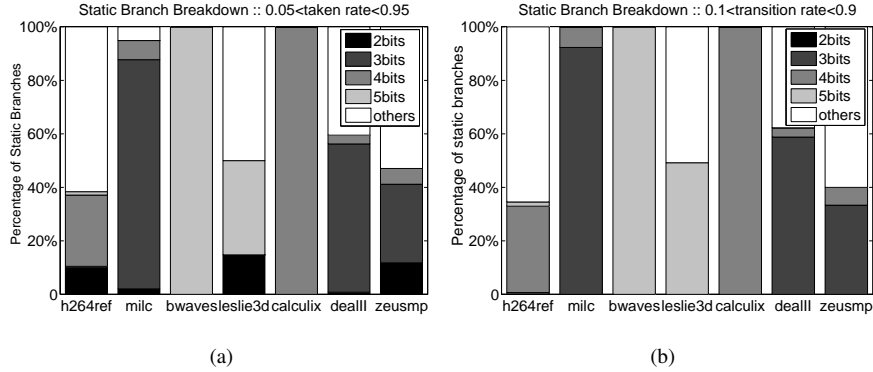 Static Branch Breakdown :: 0.05<taken rate<0.95
Percentage of Static Branches
100%
80%
60%
40%
20%
0
2bits
3bits
4bits
5bits
others
h264ref milc bwaves leslie3d calculix dealII zeusmp
(a)
Static Branch Breakdown :: 0.1<transition rate<0.9
Percentage of static branches
100%
80%
60%
40%
20%
0
2bits
3bits
4bits
5bits
others
h264ref milc bwaves leslie3d calculix dealII zeusmp
(b)